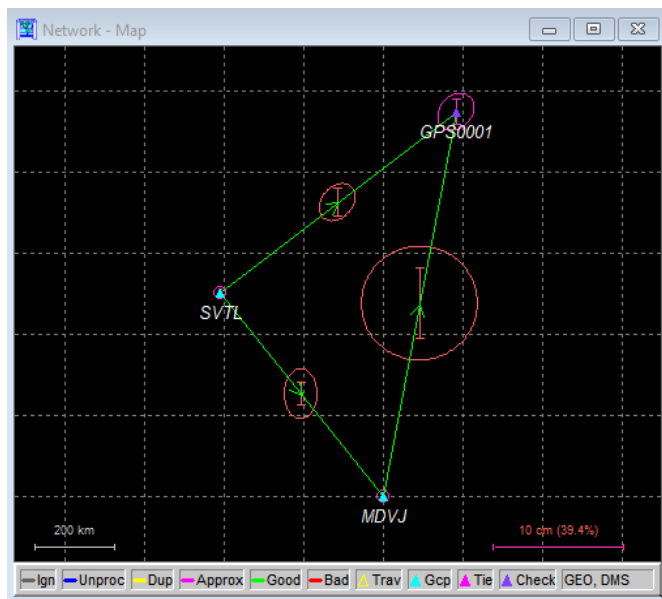 Network - Map
GPS0001
SVTL
MDVJ
200 km
10 cm (39.4%)
Ign Unproc Dup Approx Good Bad Trav Gcp Tie Check GEO, DMS